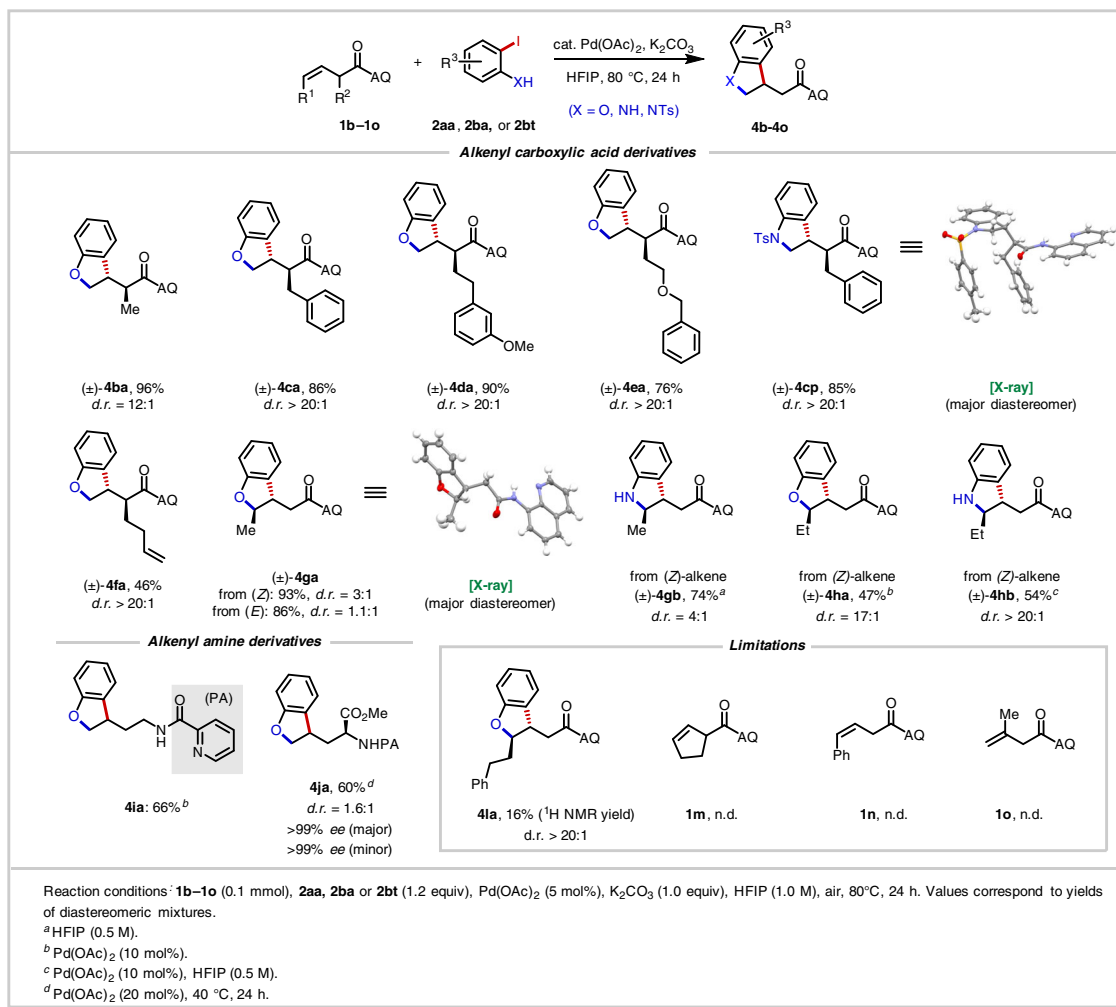 R³
O
AQ
R¹
R²
1b–1o
+
R³
I
XH
2aa, 2ba, or 2bt
cat. Pd(OAc)₂, K₂CO₃
HFIP, 80 °C, 24 h
(X = O, NH, NTs)
R³
X
O
AQ
4b-4o
Alkenyl carboxylic acid derivatives
O
O
AQ
Me
(±)-4ba, 96%
d.r. = 12:1
O
O
AQ
(±)-4ca, 86%
d.r. > 20:1
O
O
AQ
OMe
(±)-4da, 90%
d.r. > 20:1
O
O
AQ
O
(±)-4ea, 76%
d.r. > 20:1
TsN
O
AQ
(±)-4cp, 85%
d.r. > 20:1
[X-ray]
(major diastereomer)
O
O
AQ
(±)-4fa, 46%
d.r. > 20:1
O
O
AQ
Me
(±)-4ga
from (Z): 93%, d.r. = 3:1
from (E): 86%, d.r. = 1.1:1
[X-ray]
(major diastereomer)
HN
O
AQ
Me
from (Z)-alkene
(±)-4gb, 74%ᵃ
d.r. = 4:1
O
O
AQ
Et
from (Z)-alkene
(±)-4ha, 47%ᵇ
d.r. = 17:1
HN
O
AQ
Et
from (Z)-alkene
(±)-4hb, 54%ᶜ
d.r. > 20:1
Alkenyl amine derivatives
O
N
H
O
(PA)
N
4ia: 66%ᵇ
O
CO₂Me
NHPA
4ja, 60%ᵈ
d.r. = 1.6:1
>99% ee (major)
>99% ee (minor)
Limitations
O
O
AQ
Ph
4la, 16% (¹H NMR yield)
d.r. > 20:1
O
AQ
1m, n.d.
O
AQ
Ph
1n, n.d.
Me
O
AQ
1o, n.d.
Reaction conditions: 1b–1o (0.1 mmol), 2aa, 2ba or 2bt (1.2 equiv), Pd(OAc)₂ (5 mol%), K₂CO₃ (1.0 equiv), HFIP (1.0 M), air, 80°C, 24 h. Values correspond to yields
of diastereomeric mixtures.
ᵃ HFIP (0.5 M).
ᵇ Pd(OAc)₂ (10 mol%).
ᶜ Pd(OAc)₂ (10 mol%), HFIP (0.5 M).
ᵈ Pd(OAc)₂ (20 mol%), 40 °C, 24 h.